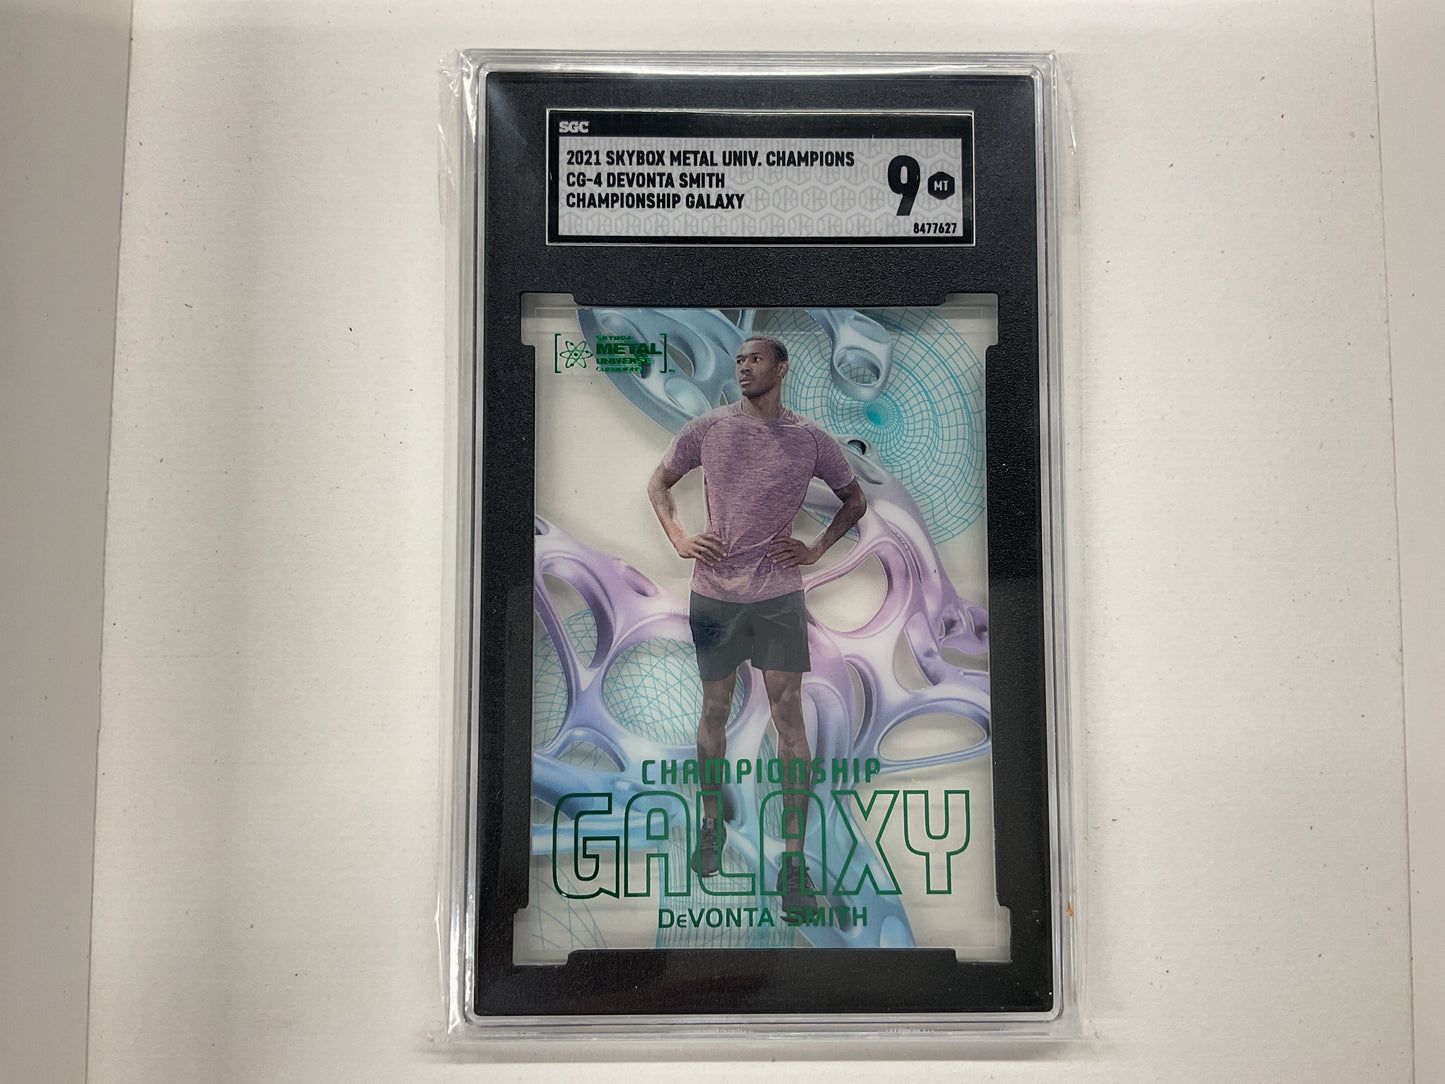 SGC
2021 SKYBOX METAL UNIV. CHAMPIONS
CG-4 DEVONTA SMITH
CHAMPIONSHIP GALAXY
9 MT
8477627
SKYBOX
METAL
UNIVERSE
CHAMPIONSHIP
GALAXY
DeVONTA SMITH